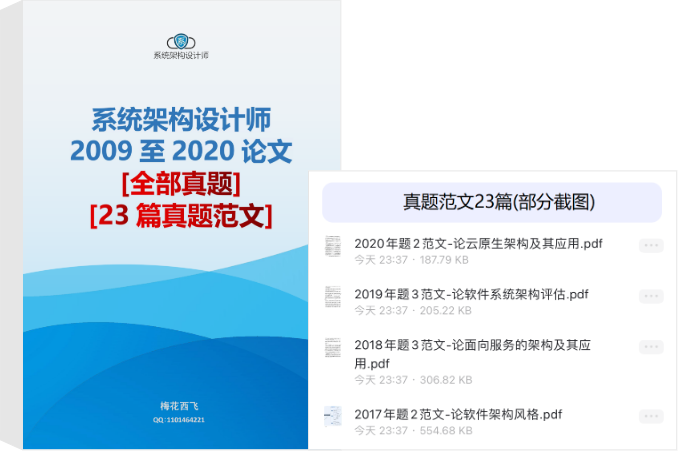 系统架构设计师
系统架构设计师
2009 至 2020 论文
[全部真题]
[23 篇真题范文]
梅花西飞
QQ:1101464221
真题范文23篇(部分截图)
2020年题2范文-论云原生架构及其应用.pdf
今天 23:37 · 187.79 KB
2019年题3范文-论软件系统架构评估.pdf
今天 23:37 · 205.22 KB
2018年题3范文-论面向服务的架构及其应
用.pdf
今天 23:37 · 306.82 KB
2017年题2范文-论软件架构风格.pdf
今天 23:37 · 554.68 KB